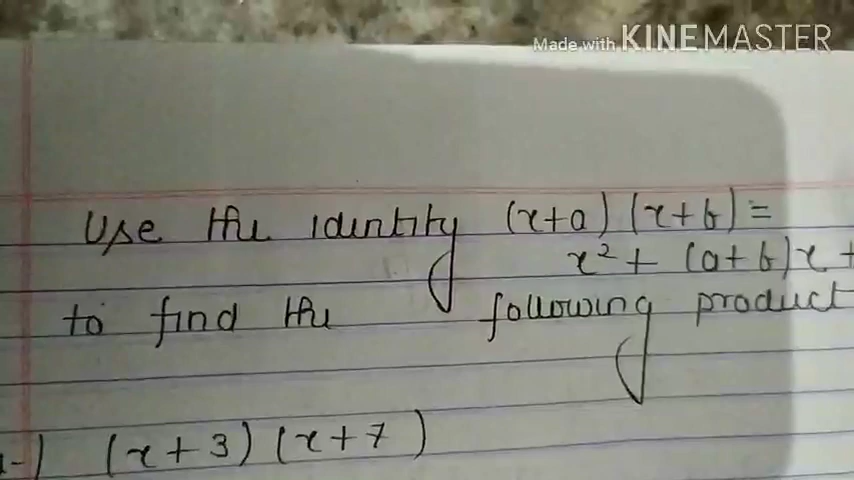 Made with KINEMASTER
Use the identity (x+a) (x+b) =
x² + (a+b)x +
to find the following product
(x+3) (x+7)